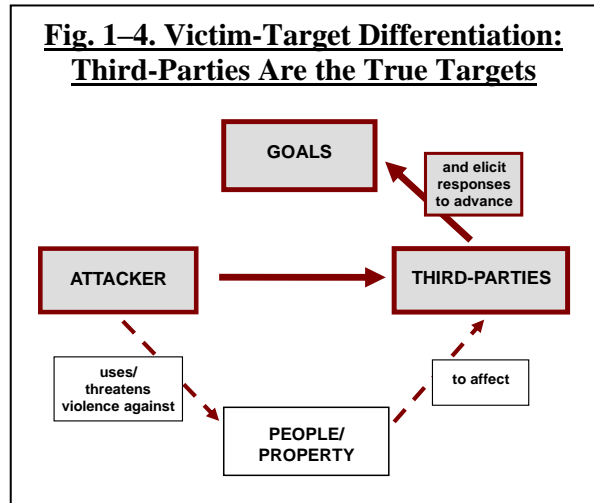 Fig. 1–4. Victim-Target Differentiation:
Third-Parties Are the True Targets
GOALS
and elicit
responses
to advance
ATTACKER
THIRD-PARTIES
uses/
threatens
violence against
to affect
PEOPLE/
PROPERTY